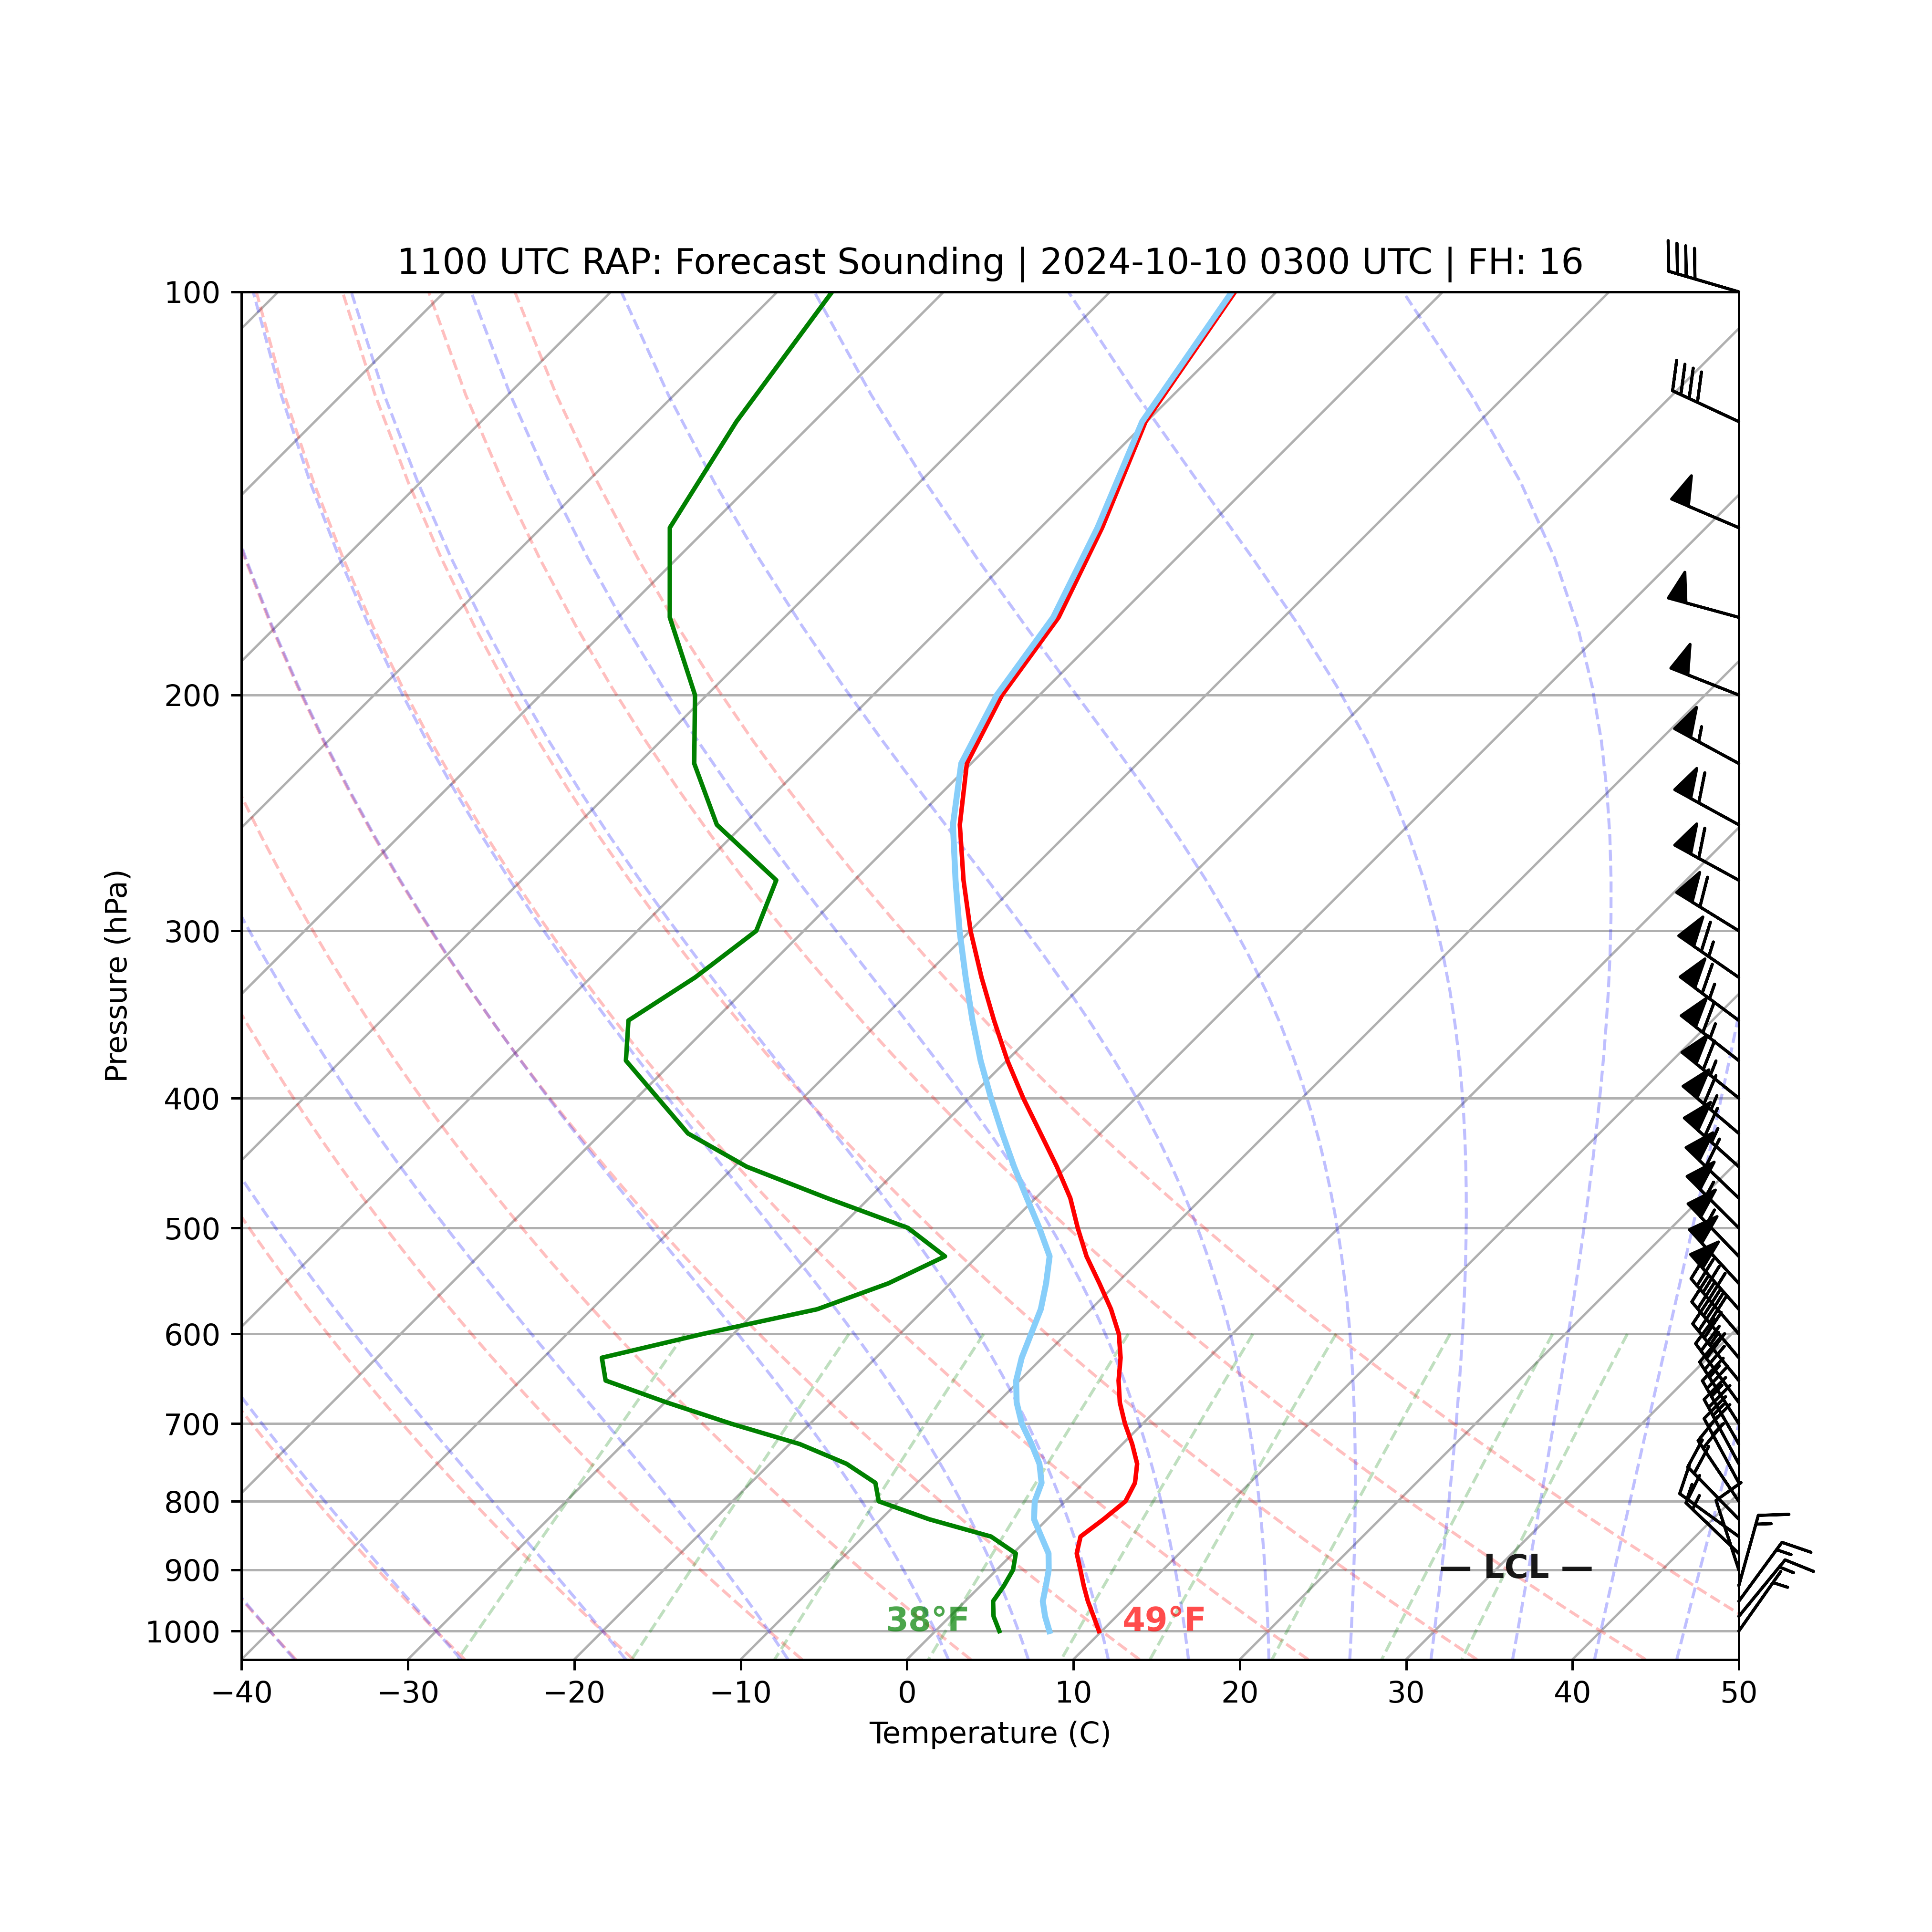 1100 UTC RAP: Forecast Sounding | 2024-10-10 0300 UTC | FH: 16
100
200
300
400
500
600
700
800
900
1000
Pressure (hPa)
— LCL —
38°F 49°F
−40 −30 −20 −10 0 10 20 30 40 50
Temperature (C)